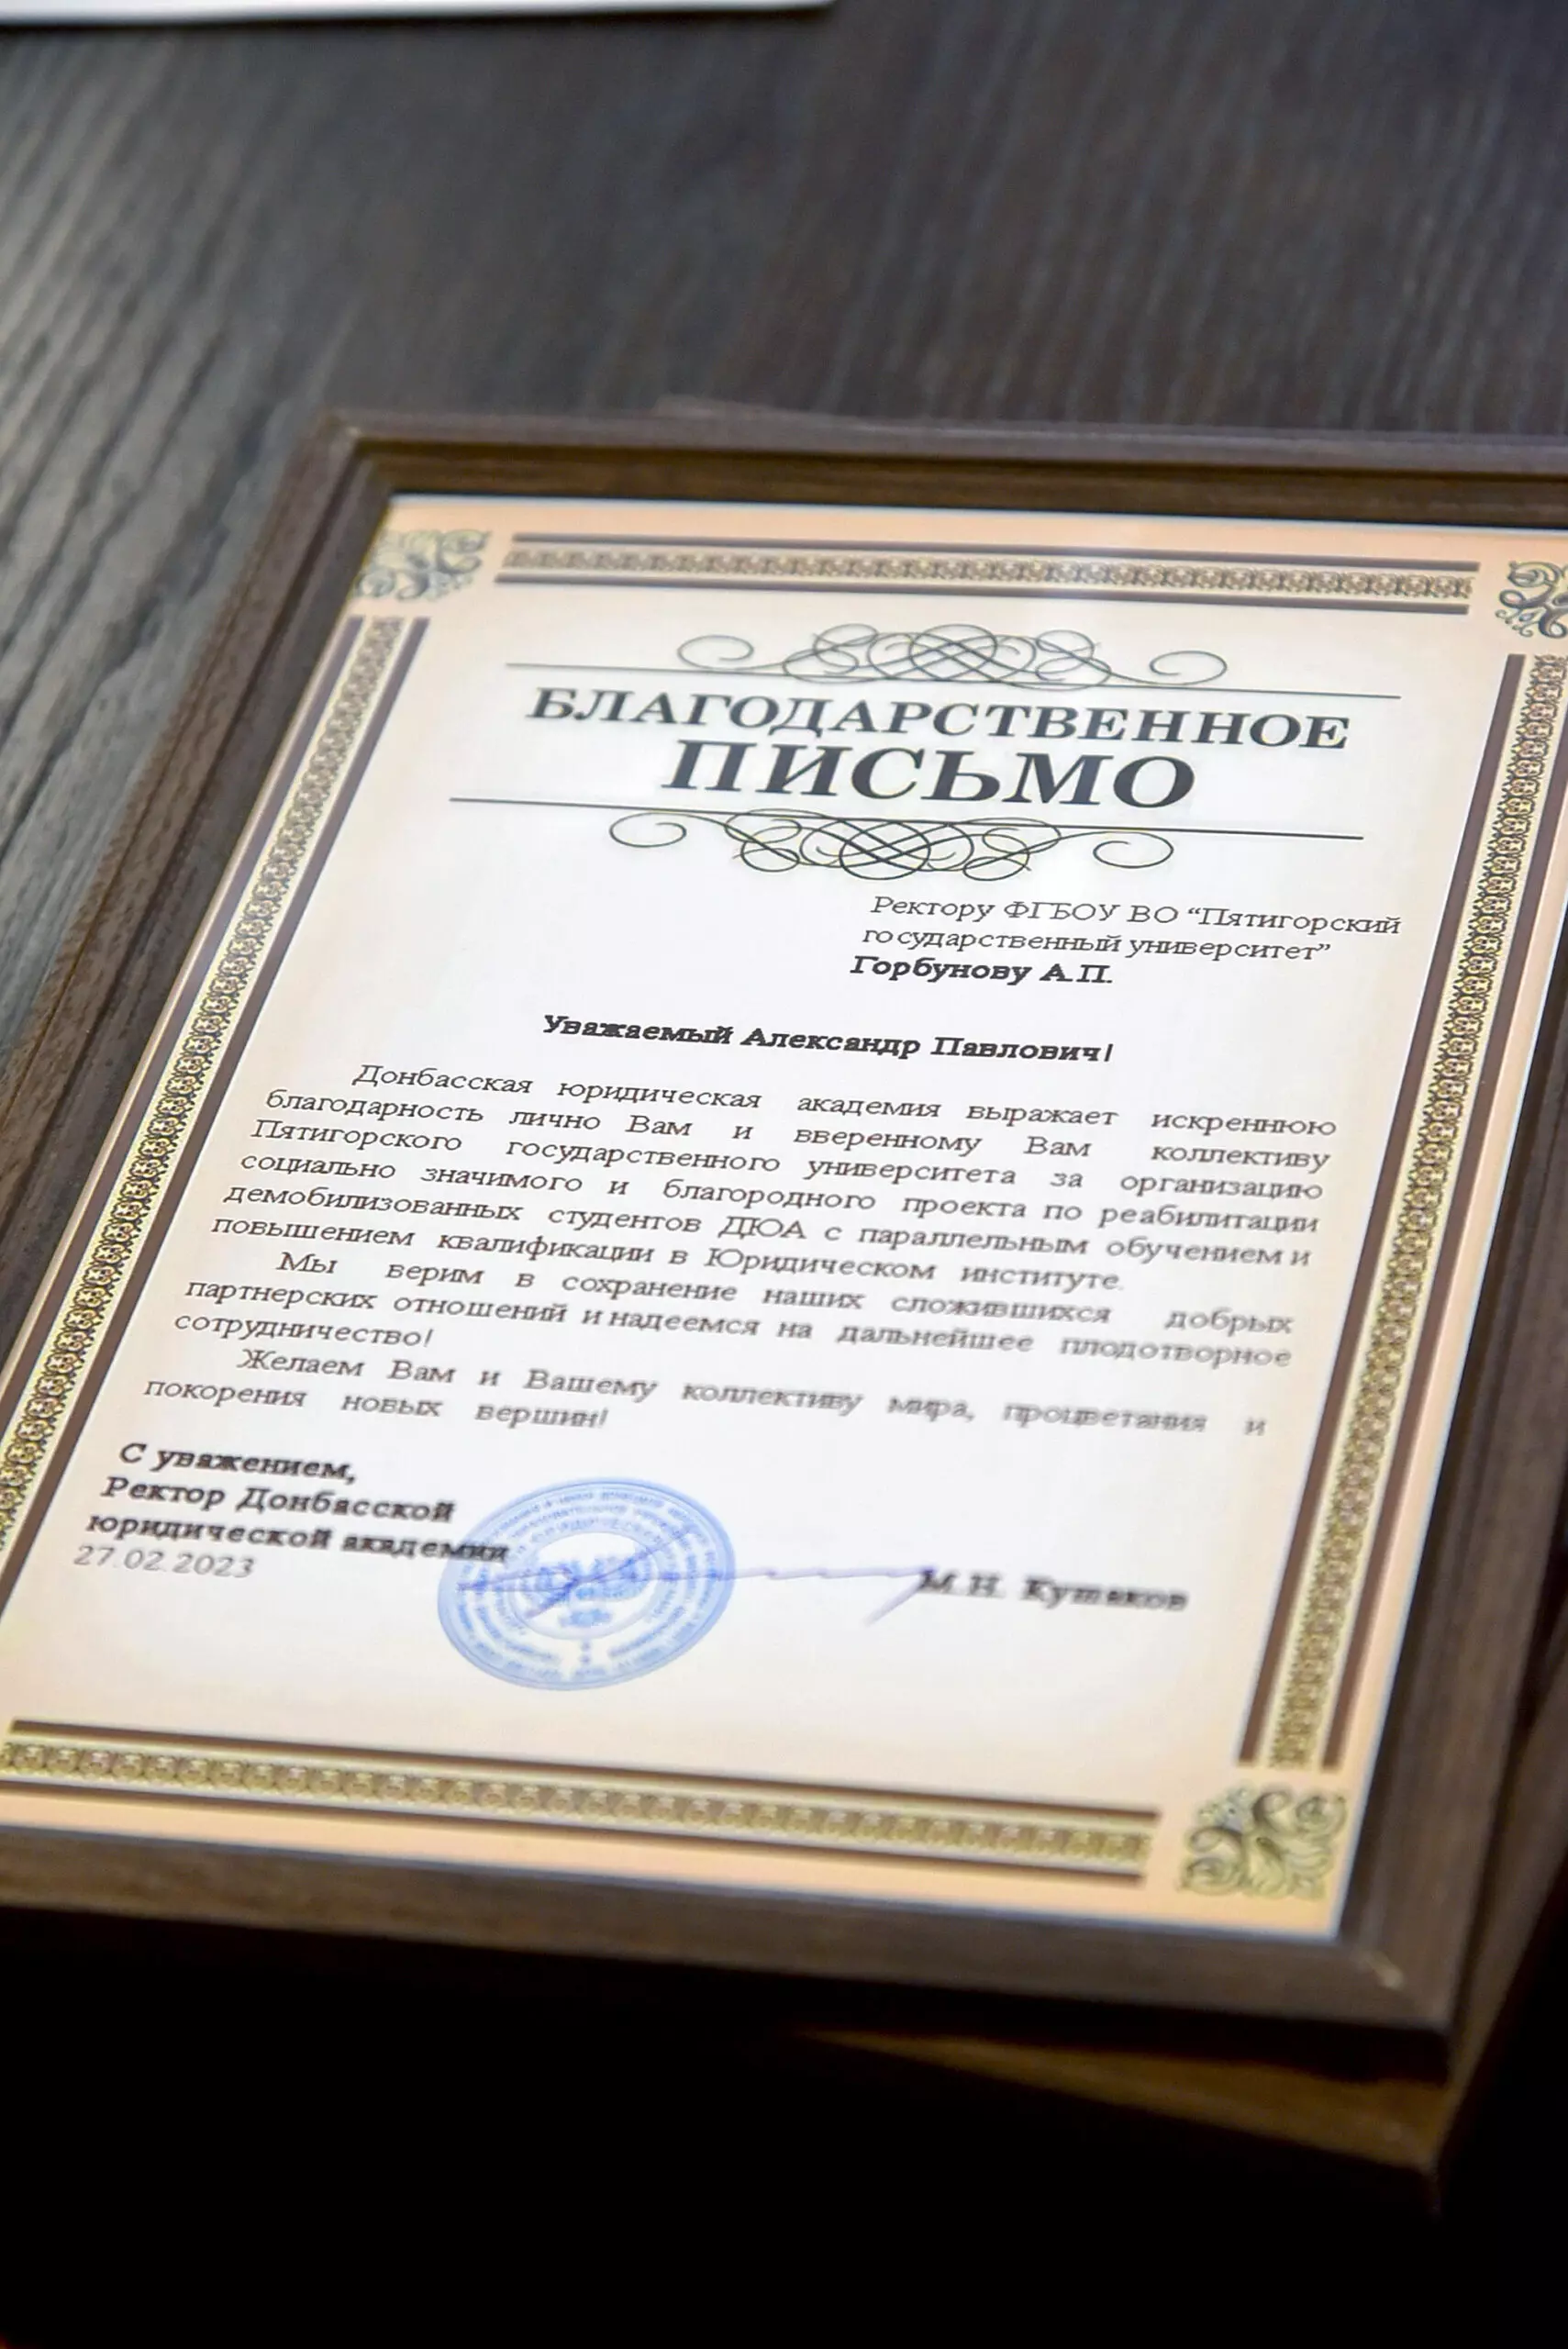 БЛАГОДАРСТВЕННОЕ
ПИСЬМО
Ректору ФГБОУ ВО “Пятигорский
государственный университет”
Горбунову А.П.
Уважаемый Александр Павлович!
Донбасская юридическая академия выражает искреннюю
благодарность лично Вам и вверенному Вам коллективу
Пятигорского государственного университета за организацию
социально значимого и благородного проекта по реабилитации
демобилизованных студентов ДЮА с параллельным обучением и
повышением квалификации в Юридическом институте.
Мы верим в сохранение наших сложившихся добрых
партнерских отношений и надеемся на дальнейшее плодотворное
сотрудничество!
Желаем Вам и Вашему коллективу мира, процветания и
покорения новых вершин!
С уважением,
Ректор Донбасской
юридической академии
27.02.2023
М.Н.